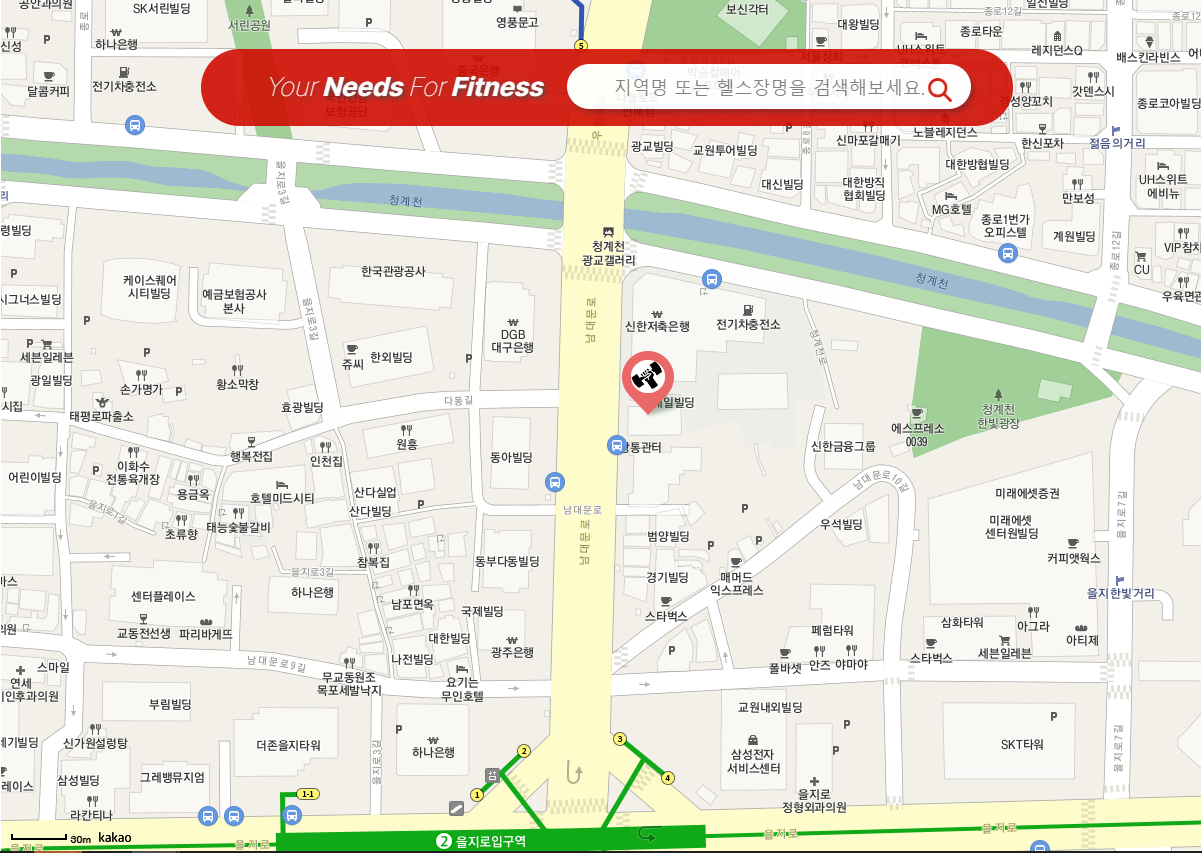 공안과의원
SK서린빌딩
서린공원
영풍문고
보신각터
대왕빌딩
종로12길
일선빌딩
신성
하나은행
종로타운
레지던스Q
배스킨라빈스
달콤커피
전기차충전소
갓덴스시
종로코아빌딩
Your Needs For Fitness
지역명 또는 헬스장명을 검색해보세요.
노블레지던스
한신포차
젊음의거리
광교빌딩
교원투어빌딩
신마포갈매기
대한방협빌딩
대신빌딩
대한방직
협회빌딩
만보성
UH스위트
에비뉴
MG호텔
종로1번가
오피스텔
계원빌딩
VIP참치
을지로3길
청계천
청계천
광교갤러리
종로12길
CU
우육면관
한국관광공사
케이스퀘어
시티빌딩
예금보험공사
본사
시그너스빌딩
청계천
신한저축은행
전기차충전소
남대문로
을지로3길
DGB
대구은행
쥬씨
한외빌딩
세븐일레븐
광일빌딩
손가명가
황소막창
청계천로
태평로파출소
효광빌딩
다동길
청계천
한빛광장
에스프레소
0039
행복전집
인천집
원흥
동아빌딩
신한금융그룹
어린이빌딩
이화수
전통육개장
용금옥
호텔미드시티
산다실업
산다빌딩
을지로1길
초류향
태능숯불갈비
남대문로
남대문로
남대문로10길
우석빌딩
미래에셋증권
미래에셋
센터원빌딩
을지로7길
커피앳웍스
범양빌딩
참복집
동부다동빌딩
을지로3길
하나은행
경기빌딩
매머드
익스프레스
을지한빛거리
센터플레이스
남포면옥
국제빌딩
스타벅스
교동전선생
파리바게뜨
대한빌딩
광주은행
페럼타워
삼화타워
아그라
아티제
나전빌딩
남대문로9길
스마일
연세
무교동원조
목포세발낙지
요기는
무인호텔
폴바셋
안즈
야마야
스타벅스
세븐일레븐
부림빌딩
교원내외빌딩
신가원설렁탕
더존을지타워
하나은행
삼성전자
서비스센터
SKT타워
을지로3길
을지로7길
삼성빌딩
그레뱅뮤지엄
라칸티나
을지로
정형외과의원
5
2
3
1
4
1-1
2 을지로입구역
을지로
을지로
을지로
을지로
30m kakao